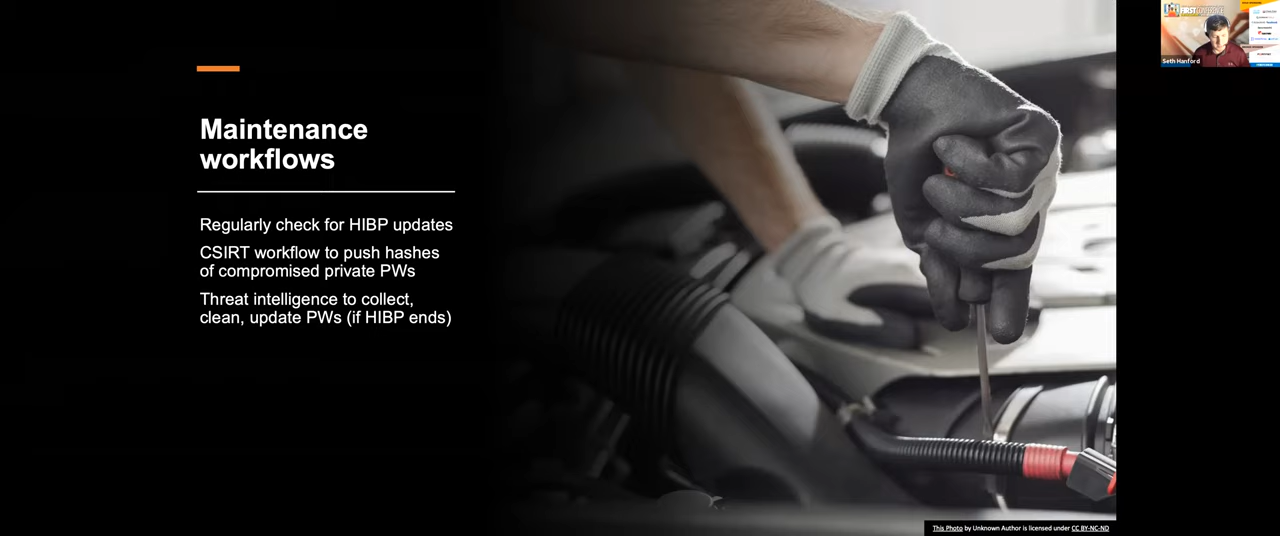 Maintenance
workflows
Regularly check for HIBP updates
CSIRT workflow to push hashes
of compromised private PWs
Threat intelligence to collect,
clean, update PWs (if HIBP ends)
Seth Hanford
This Photo by Unknown Author is licensed under CC BY-NC-ND